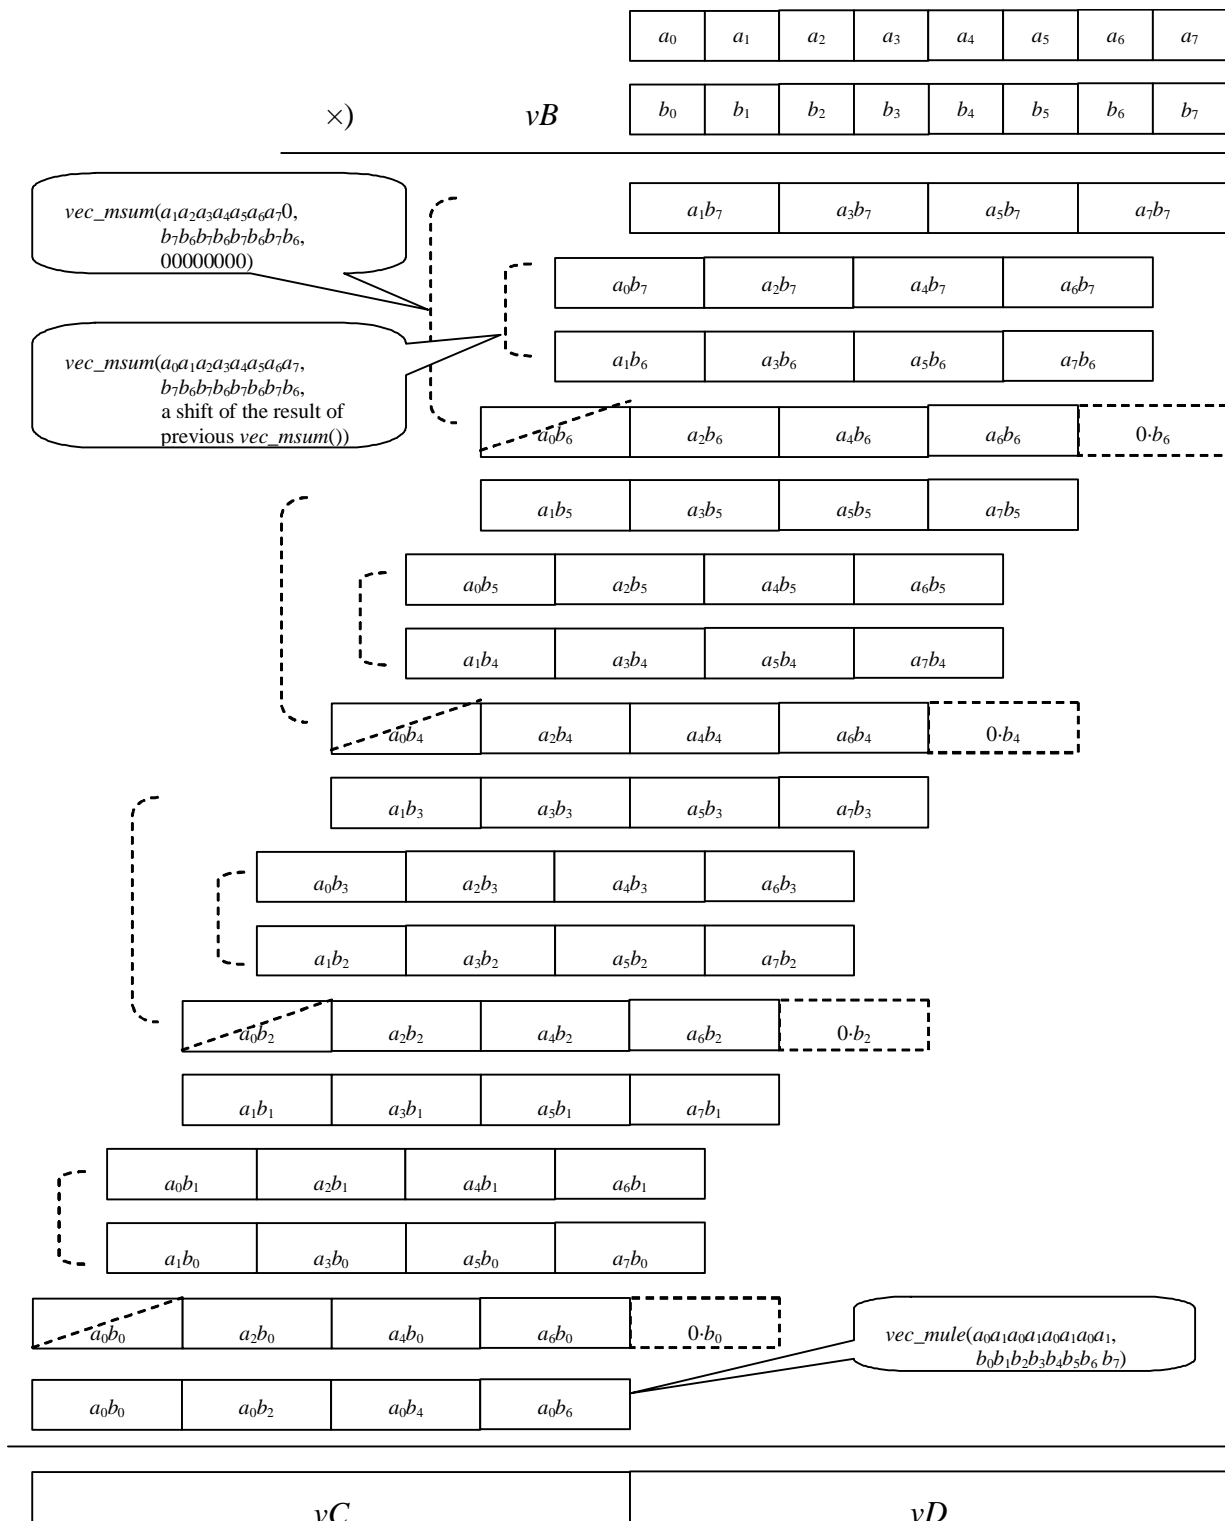 a₀ a₁ a₂ a₃ a₄ a₅ a₆ a₇
×) vB b₀ b₁ b₂ b₃ b₄ b₅ b₆ b₇
vec_msum(a₁a₂a₃a₄a₅a₆a₇0,
b₇b₆b₇b₆b₇b₆b₇b₆,
00000000)
a₁b₇ a₃b₇ a₅b₇ a₇b₇
a₀b₇ a₂b₇ a₄b₇ a₆b₇
vec_msum(a₀a₁a₂a₃a₄a₅a₆a₇,
b₇b₆b₇b₆b₇b₆b₇b₆,
a shift of the result of
previous vec_msum())
a₁b₆ a₃b₆ a₅b₆ a₇b₆
a₀b₆ a₂b₆ a₄b₆ a₆b₆ 0·b₆
a₁b₅ a₃b₅ a₅b₅ a₇b₅
a₀b₅ a₂b₅ a₄b₅ a₆b₅
a₁b₄ a₃b₄ a₅b₄ a₇b₄
a₀b₄ a₂b₄ a₄b₄ a₆b₄ 0·b₄
a₁b₃ a₃b₃ a₅b₃ a₇b₃
a₀b₃ a₂b₃ a₄b₃ a₆b₃
a₁b₂ a₃b₂ a₅b₂ a₇b₂
a₀b₂ a₂b₂ a₄b₂ a₆b₂ 0·b₂
a₁b₁ a₃b₁ a₅b₁ a₇b₁
a₀b₁ a₂b₁ a₄b₁ a₆b₁
a₁b₀ a₃b₀ a₅b₀ a₇b₀
a₀b₀ a₂b₀ a₄b₀ a₆b₀ 0·b₀
vec_mule(a₀a₁a₀a₁a₀a₁a₀a₁,
b₀b₁b₂b₃b₄b₅b₆ b₇)
a₀b₀ a₀b₂ a₀b₄ a₀b₆
vC vD